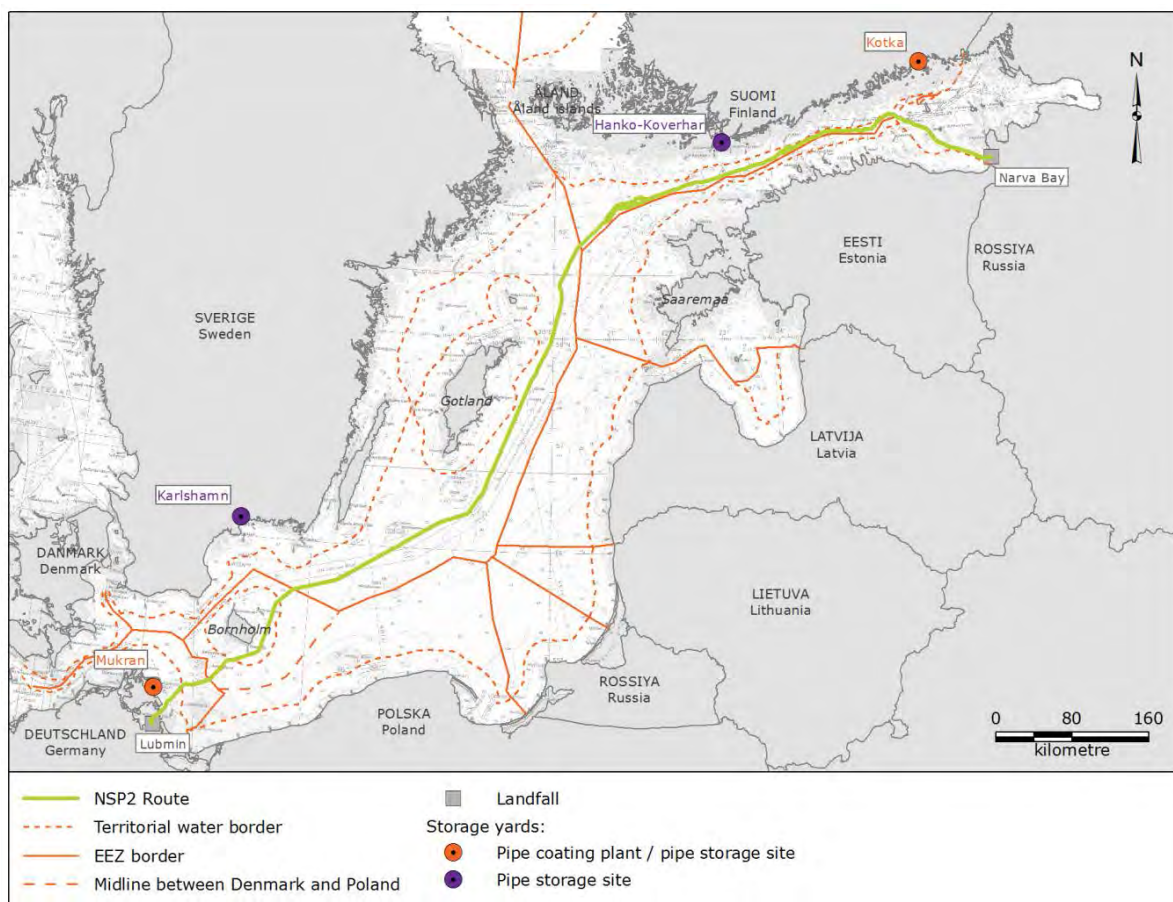 Kotka
N
ÅLAND
Åland islands
SUOMI
Finland
Hanko-Koverhar
Narva Bay
EESTI
Estonia
ROSSIYA
Russia
SVERIGE
Sweden
Saaremaa
Gotland
LATVIJA
Latvia
Karlshamn
DANMARK
Denmark
LIETUVA
Lithuania
Bornholm
Mukran
ROSSIYA
Russia
POLSKA
Poland
DEUTSCHLAND
Germany
Lubmin
0 80 160
kilometre
NSP2 Route
Territorial water border
EEZ border
Midline between Denmark and Poland
Landfall
Storage yards:
Pipe coating plant / pipe storage site
Pipe storage site